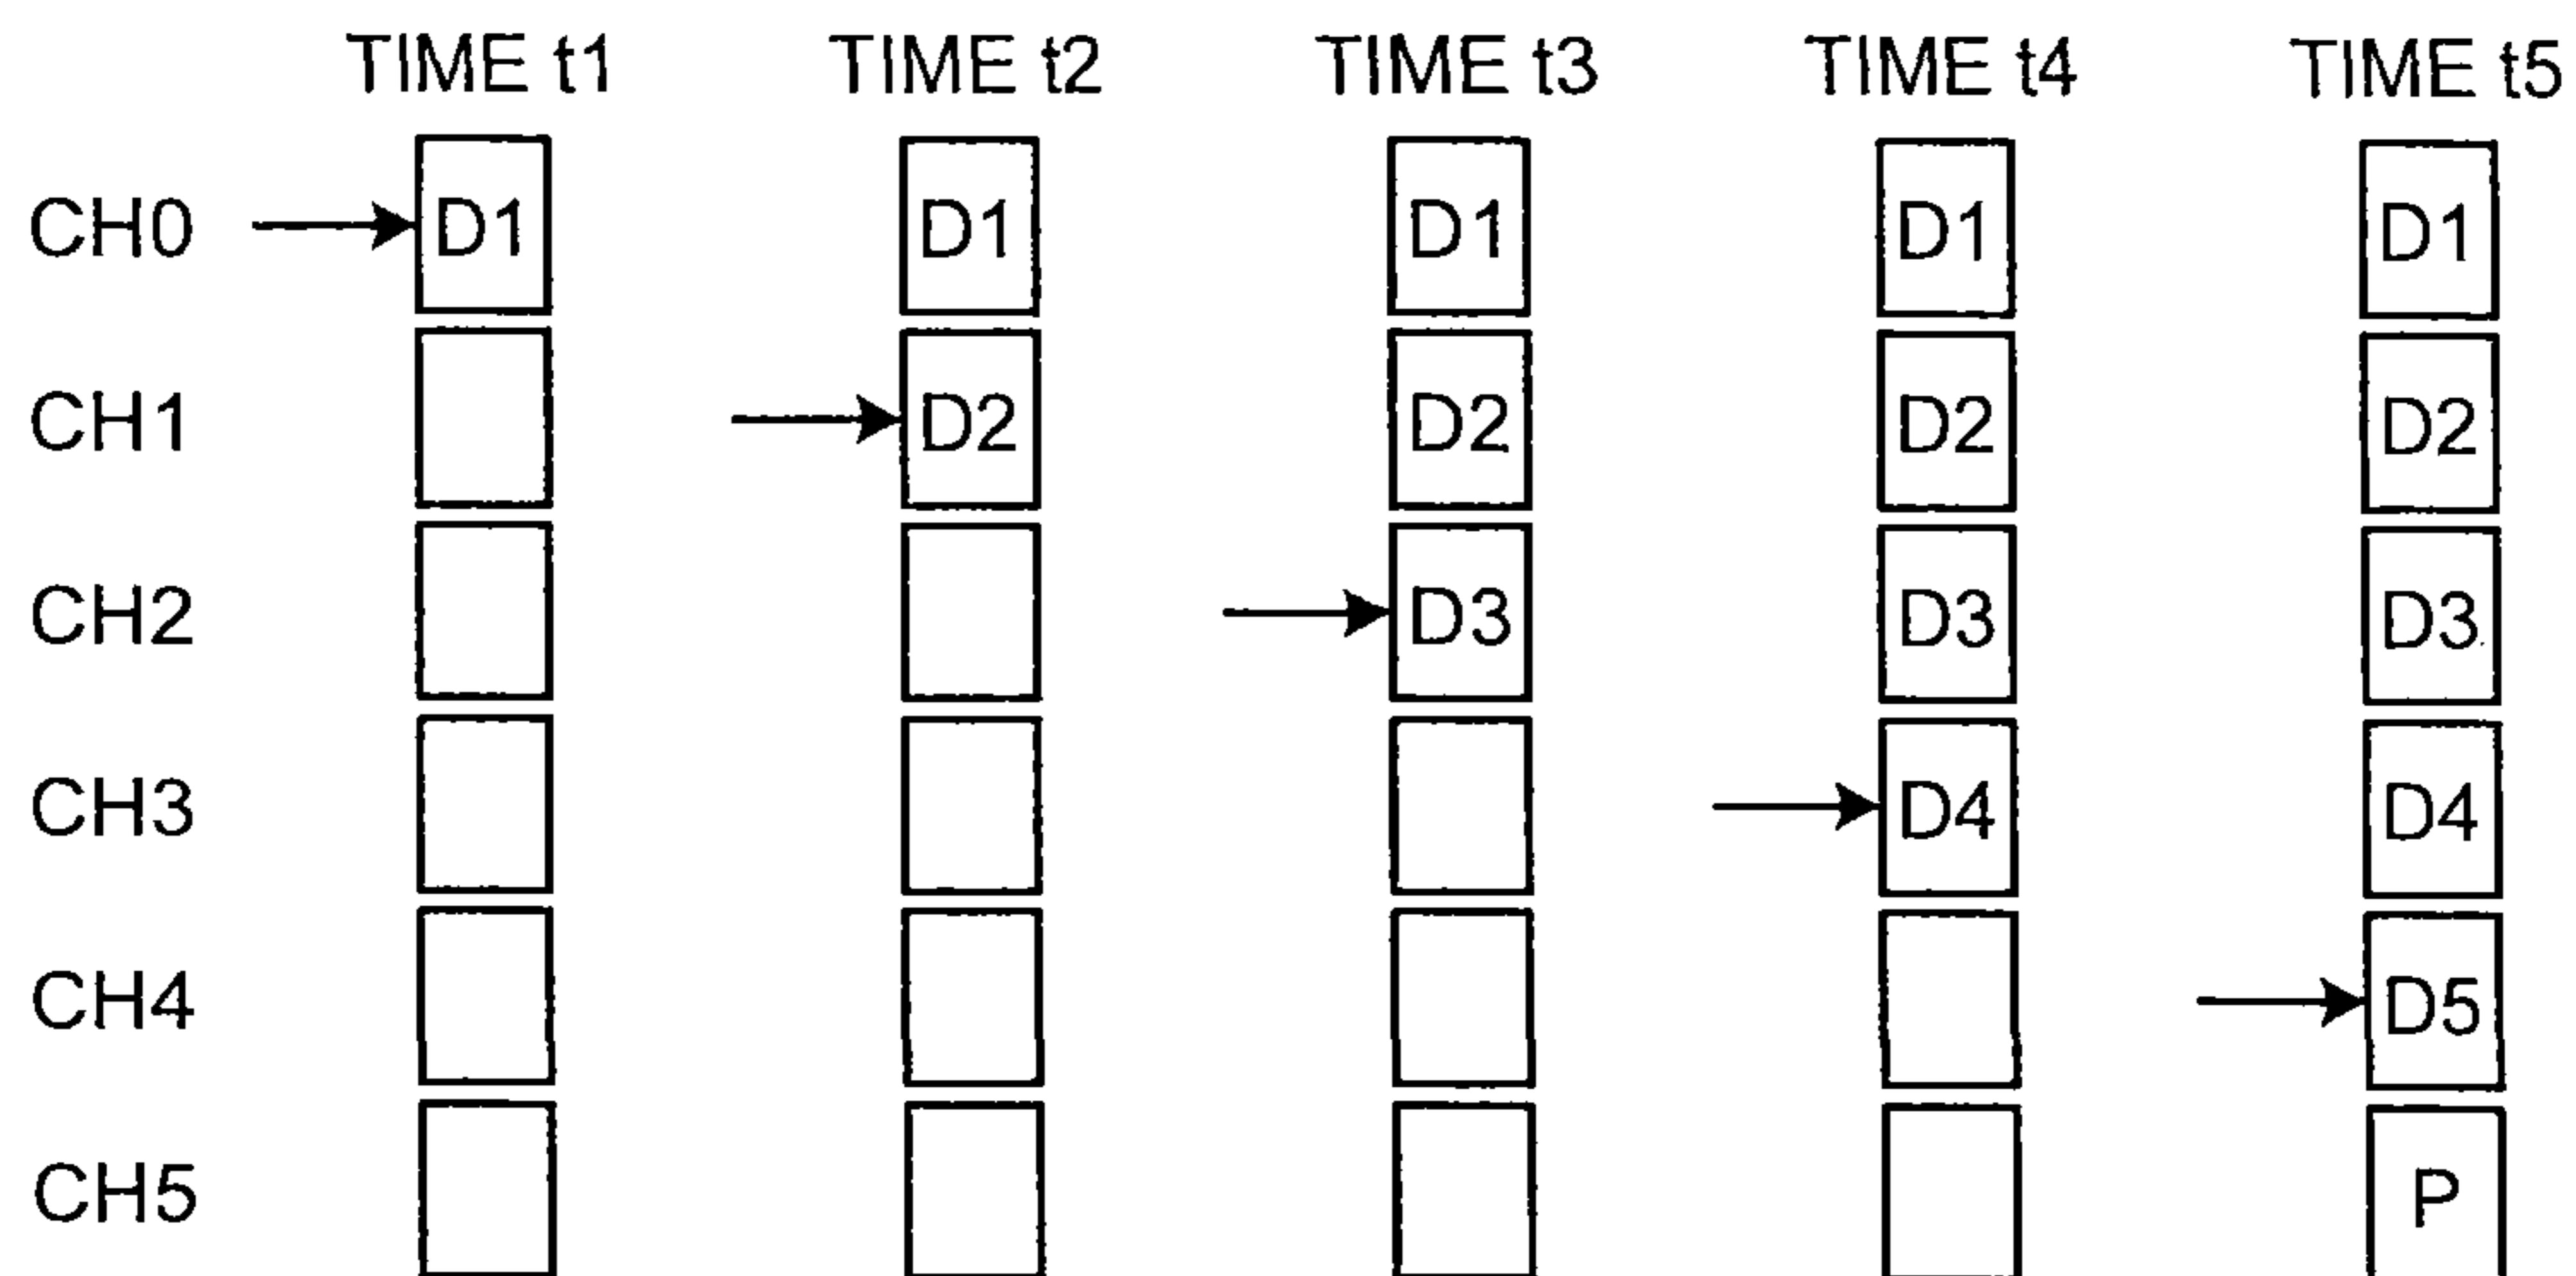 TIME t1 TIME t2 TIME t3 TIME t4 TIME t5
CH0 D1 D1 D1 D1 D1
CH1 D2 D2 D2 D2
CH2 D3 D3 D3
CH3 D4 D4
CH4 D5
CH5 P